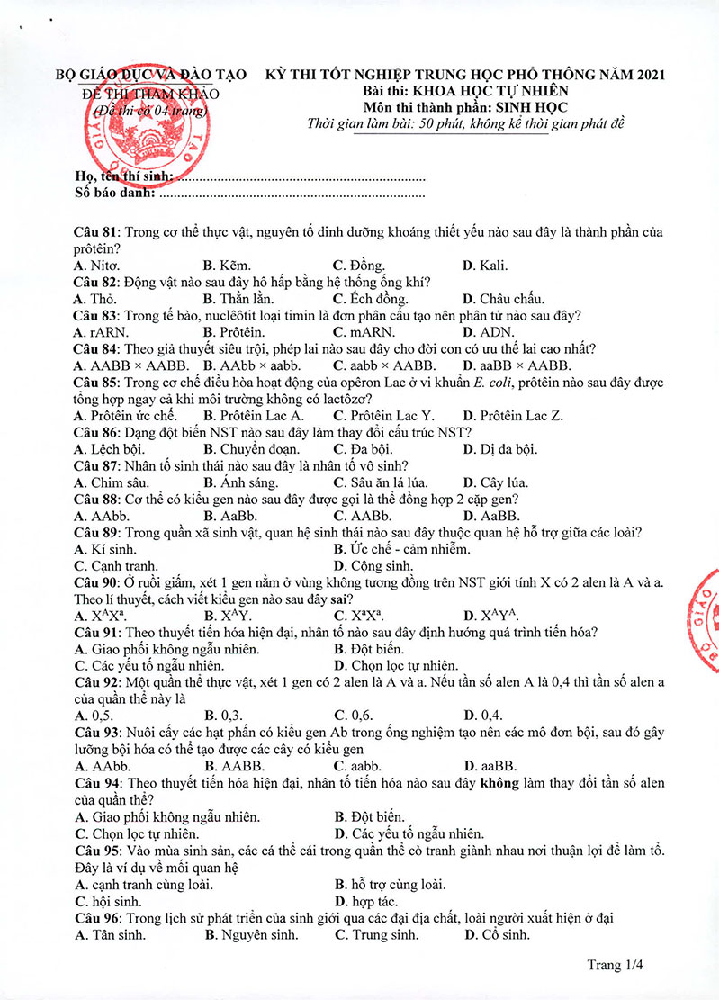 BỘ GIÁO DỤC VÀ ĐÀO TẠO
KỲ THI TỐT NGHIỆP TRUNG HỌC PHỔ THÔNG NĂM 2021
ĐỀ THI THAM KHẢO
Bài thi: KHOA HỌC TỰ NHIÊN
(Đề thi có 04 trang)
Môn thi thành phần: SINH HỌC
Thời gian làm bài: 50 phút, không kể thời gian phát đề
Họ, tên thí sinh: .....................................................................
Số báo danh: ..........................................................................
Câu 81: Trong cơ thể thực vật, nguyên tố dinh dưỡng khoáng thiết yếu nào sau đây là thành phần của
prôtêin?
A. Nitơ. B. Kẽm. C. Đồng. D. Kali.
Câu 82: Động vật nào sau đây hô hấp bằng hệ thống ống khí?
A. Thỏ. B. Thằn lằn. C. Ếch đồng. D. Châu chấu.
Câu 83: Trong tế bào, nuclêôtit loại timin là đơn phân cấu tạo nên phân tử nào sau đây?
A. rARN. B. Prôtêin. C. mARN. D. ADN.
Câu 84: Theo giả thuyết siêu trội, phép lai nào sau đây cho đời con có ưu thế lai cao nhất?
A. AABB × AABB. B. AAbb × aabb. C. aabb × AABB. D. aaBB × AABB.
Câu 85: Trong cơ chế điều hòa hoạt động của opêron Lac ở vi khuẩn E. coli, prôtêin nào sau đây được
tổng hợp ngay cả khi môi trường không có lactôzơ?
A. Prôtêin ức chế. B. Prôtêin Lac A. C. Prôtêin Lac Y. D. Prôtêin Lac Z.
Câu 86: Dạng đột biến NST nào sau đây làm thay đổi cấu trúc NST?
A. Lệch bội. B. Chuyển đoạn. C. Đa bội. D. Dị đa bội.
Câu 87: Nhân tố sinh thái nào sau đây là nhân tố vô sinh?
A. Chim sâu. B. Ánh sáng. C. Sâu ăn lá lúa. D. Cây lúa.
Câu 88: Cơ thể có kiểu gen nào sau đây được gọi là thể đồng hợp 2 cặp gen?
A. AAbb. B. AaBb. C. AABb. D. AaBB.
Câu 89: Trong quần xã sinh vật, quan hệ sinh thái nào sau đây thuộc quan hệ hỗ trợ giữa các loài?
A. Kí sinh. B. Ức chế - cảm nhiễm.
C. Cạnh tranh. D. Cộng sinh.
Câu 90: Ở ruồi giấm, xét 1 gen nằm ở vùng không tương đồng trên NST giới tính X có 2 alen là A và a.
Theo lí thuyết, cách viết kiểu gen nào sau đây sai?
A. XᴬXᵃ. B. XᴬY. C. XᵃXᵃ. D. XᴬYᴬ.
Câu 91: Theo thuyết tiến hóa hiện đại, nhân tố nào sau đây định hướng quá trình tiến hóa?
A. Giao phối không ngẫu nhiên. B. Đột biến.
C. Các yếu tố ngẫu nhiên. D. Chọn lọc tự nhiên.
Câu 92: Một quần thể thực vật, xét 1 gen có 2 alen là A và a. Nếu tần số alen A là 0,4 thì tần số alen a
của quần thể này là
A. 0,5. B. 0,3. C. 0,6. D. 0,4.
Câu 93: Nuôi cấy các hạt phấn có kiểu gen Ab trong ống nghiệm tạo nên các mô đơn bội, sau đó gây
lưỡng bội hóa có thể tạo được các cây có kiểu gen
A. AAbb. B. AABB. C. aabb. D. aaBB.
Câu 94: Theo thuyết tiến hóa hiện đại, nhân tố tiến hóa nào sau đây không làm thay đổi tần số alen
của quần thể?
A. Giao phối không ngẫu nhiên. B. Đột biến.
C. Chọn lọc tự nhiên. D. Các yếu tố ngẫu nhiên.
Câu 95: Vào mùa sinh sản, các cá thể cái trong quần thể cò tranh giành nhau nơi thuận lợi để làm tổ.
Đây là ví dụ về mối quan hệ
A. cạnh tranh cùng loài. B. hỗ trợ cùng loài.
C. hội sinh. D. hợp tác.
Câu 96: Trong lịch sử phát triển của sinh giới qua các đại địa chất, loài người xuất hiện ở đại
A. Tân sinh. B. Nguyên sinh. C. Trung sinh. D. Cổ sinh.
Trang 1/4